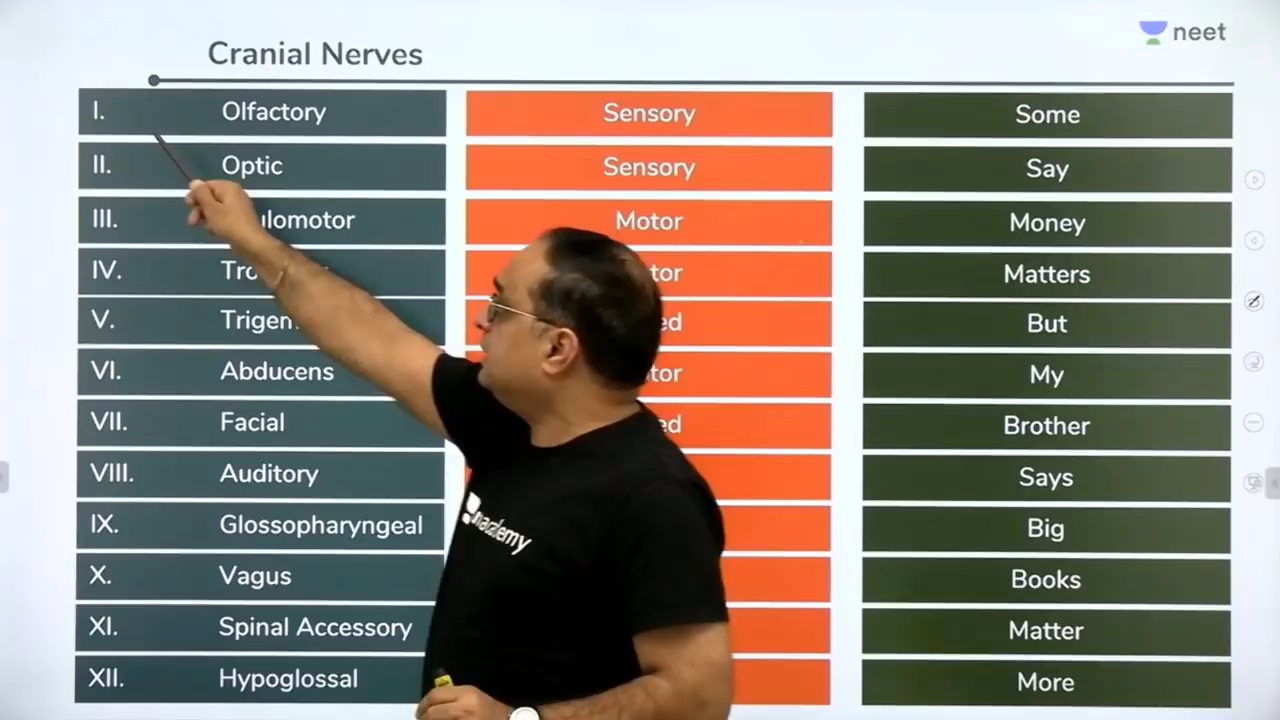 neet
Cranial Nerves
I. Olfactory Sensory Some
II. Optic Sensory Say
III. Motor Money
IV. Matters
V. But
VI. Abducens My
VII. Facial Brother
VIII. Auditory Says
IX. Glossopharyngeal Big
X. Vagus Books
XI. Spinal Accessory Matter
XII. Hypoglossal More